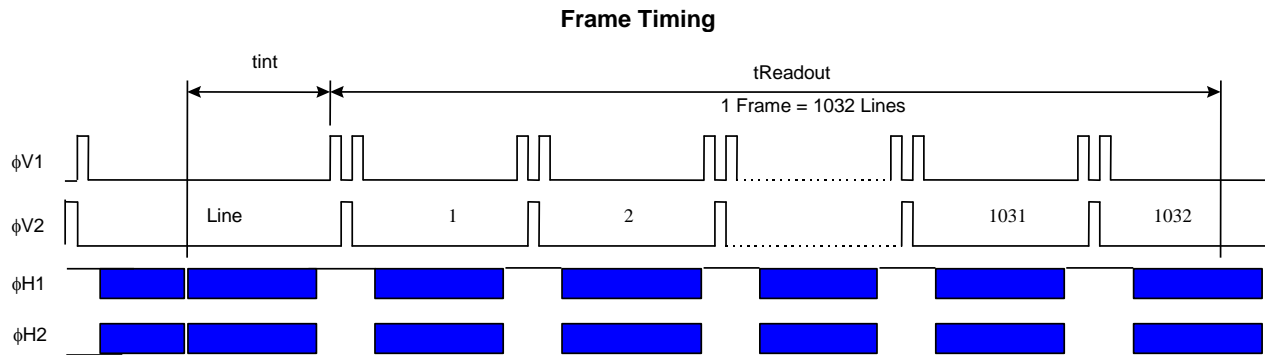 Frame Timing
tint
tReadout
1 Frame = 1032 Lines
ϕV1
ϕV2
Line
1
2
1031
1032
ϕH1
ϕH2